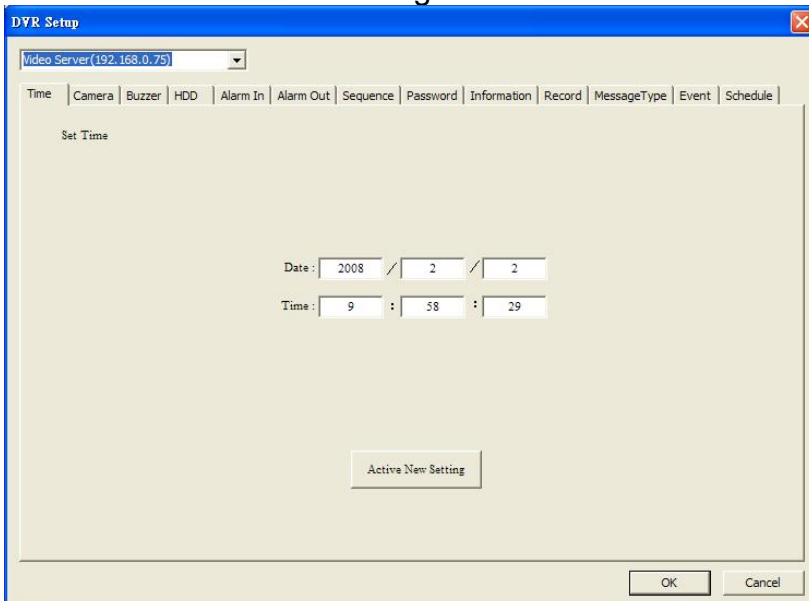 DVR Setup
Video Server(192.168.0.75)
Time Camera Buzzer HDD Alarm In Alarm Out Sequence Password Information Record MessageType Event Schedule
Set Time
Date : 2008 / 2 / 2
Time : 9 : 58 : 29
Active New Setting
OK Cancel